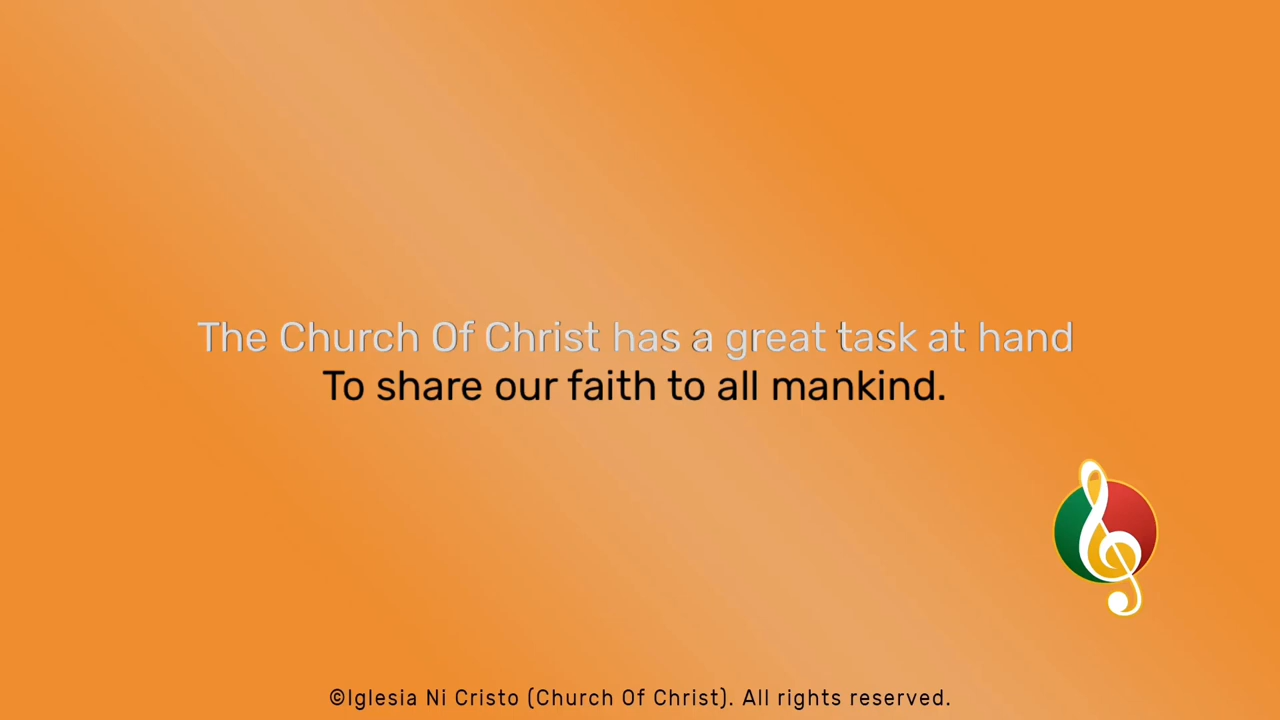 The Church Of Christ has a great task at hand
To share our faith to all mankind.
©Iglesia Ni Cristo (Church Of Christ). All rights reserved.